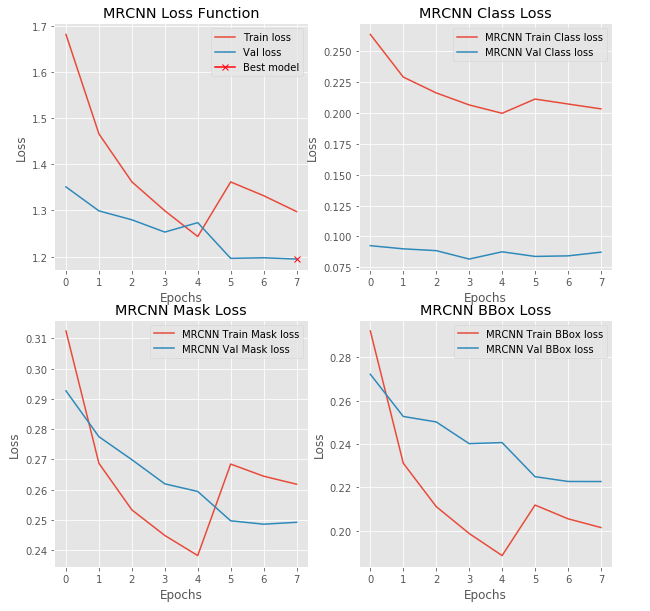 MRCNN Loss Function
Train loss
Val loss
Best model
1.7
1.6
1.5
1.4
1.3
1.2
Loss
0 1 2 3 4 5 6 7
Epochs
MRCNN Class Loss
MRCNN Train Class loss
MRCNN Val Class loss
0.250
0.225
0.200
0.175
0.150
0.125
0.100
0.075
Loss
0 1 2 3 4 5 6 7
Epochs
MRCNN Mask Loss
MRCNN Train Mask loss
MRCNN Val Mask loss
0.31
0.30
0.29
0.28
0.27
0.26
0.25
0.24
Loss
0 1 2 3 4 5 6 7
Epochs
MRCNN BBox Loss
MRCNN Train BBox loss
MRCNN Val BBox loss
0.28
0.26
0.24
0.22
0.20
Loss
0 1 2 3 4 5 6 7
Epochs